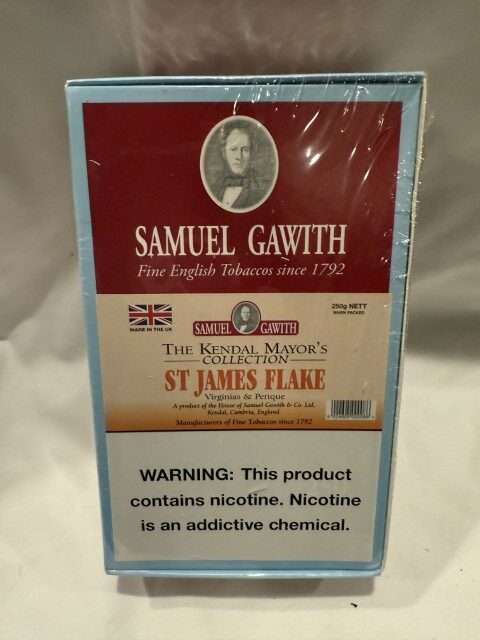 SAMUEL GAWITH
Fine English Tobaccos since 1792
MADE IN THE UK
250g NETT
WHEN PACKED
SAMUEL GAWITH
THE KENDAL MAYOR'S
COLLECTION
ST JAMES FLAKE
Virginias & Perique
A product of the House of Samuel Gawith & Co. Ltd.
Kendal, Cumbria, England.
Manufacturers of Fine Tobaccos since 1792
WARNING: This product
contains nicotine. Nicotine
is an addictive chemical.